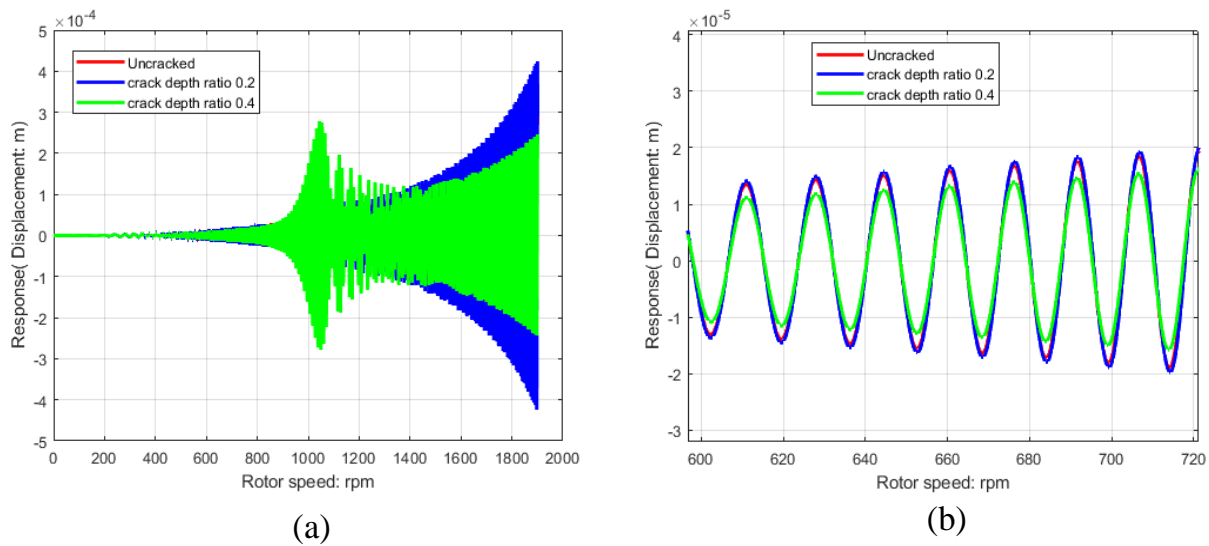 ×10⁻⁴
5
4
3
2
1
0
-1
-2
-3
-4
-5
Response( Displacement: m)
Uncracked
crack depth ratio 0.2
crack depth ratio 0.4
0 200 400 600 800 1000 1200 1400 1600 1800 2000
Rotor speed: rpm
(a)
×10⁻⁵
4
3
2
1
0
-1
-2
-3
Response( Displacement: m)
Uncracked
crack depth ratio 0.2
crack depth ratio 0.4
600 620 640 660 680 700 720
Rotor speed: rpm
(b)